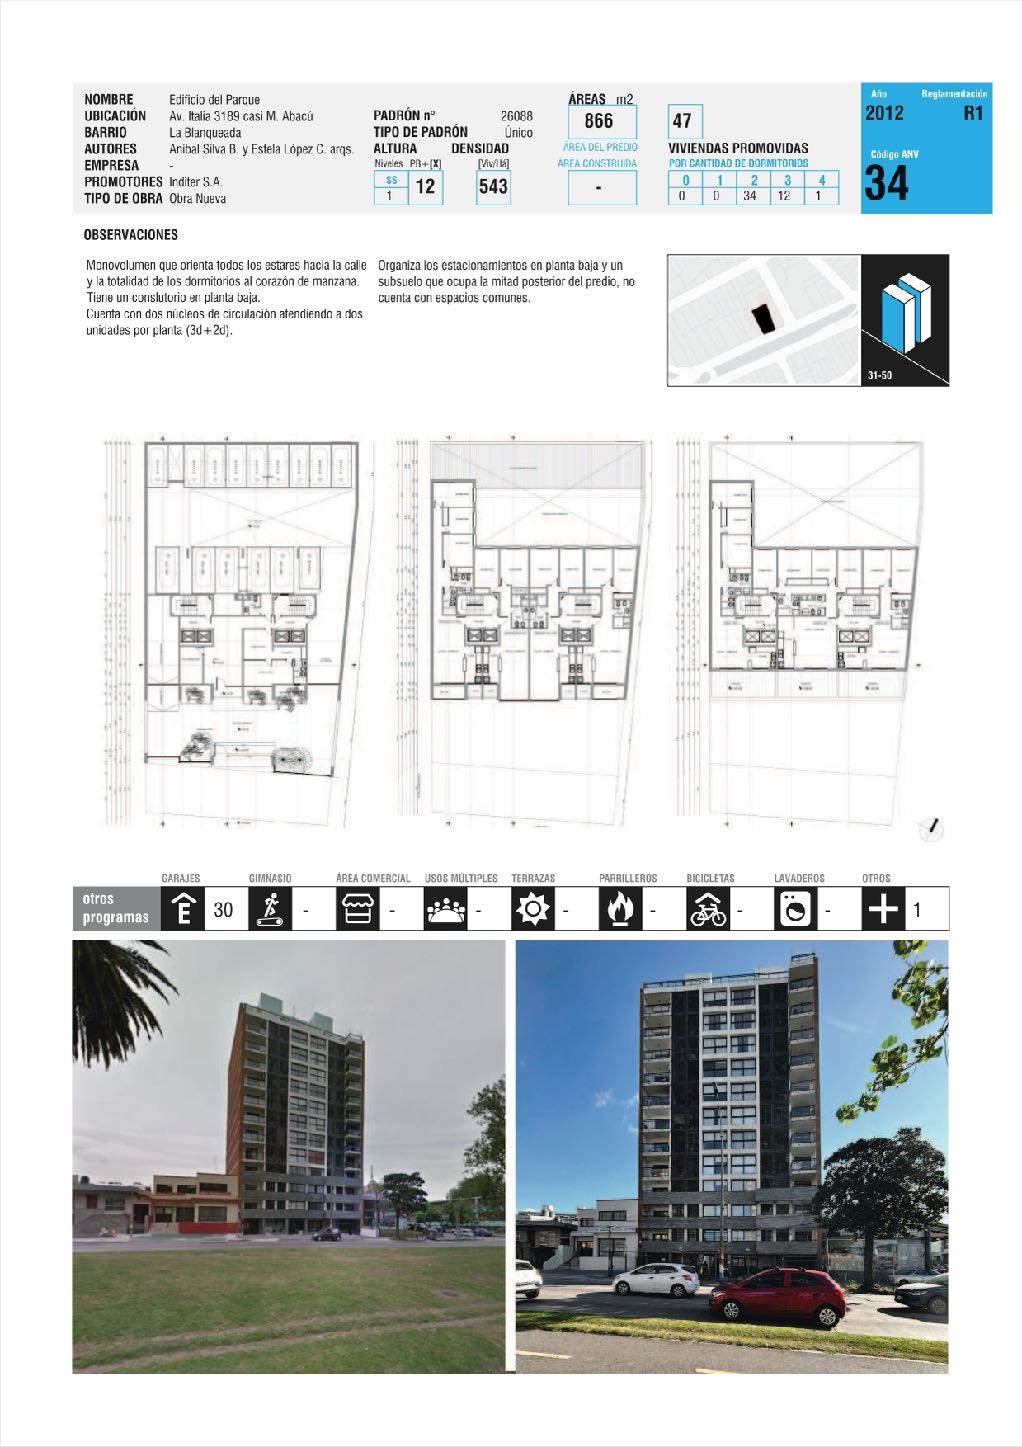 NOMBRE Edificio del Parque
UBICACIÓN Av. Italia 3189 casi M. Abacú
BARRIO La Blanqueada
AUTORES Anibal Silva B. y Estela López C. arqs.
EMPRESA -
PROMOTORES Inditer S.A.
TIPO DE OBRA Obra Nueva
PADRÓN nº 26088
TIPO DE PADRÓN Único
ALTURA DENSIDAD
Niveles PB+[X] [Viv/Há]
SS
1
12
543
ÁREAS m2
866
ÁREA DEL PREDIO
ÁREA CONSTRUIDA
-
47
VIVIENDAS PROMOVIDAS
POR CANTIDAD DE DORMITORIOS
0 1 2 3 4
0 0 34 12 1
Año Reglamentación
2012 R1
Código ANV
34
OBSERVACIONES
Monovolumen que orienta todos los estares hacia la calle
y la totalidad de los dormitorios al corazón de manzana.
Tiene un conslutorio en planta baja.
Cuenta con dos núcleos de circulación atendiendo a dos
unidades por planta (3d+2d).
Organiza los estacionamientos en planta baja y un
subsuelo que ocupa la mitad posterior del predio, no
cuenta con espacios comunes.
31-50
otros
programas
GARAJES GIMNASIO ÁREA COMERCIAL USOS MÚLTIPLES TERRAZAS PARRILLEROS BICICLETAS LAVADEROS OTROS
30 - - - - - - - 1